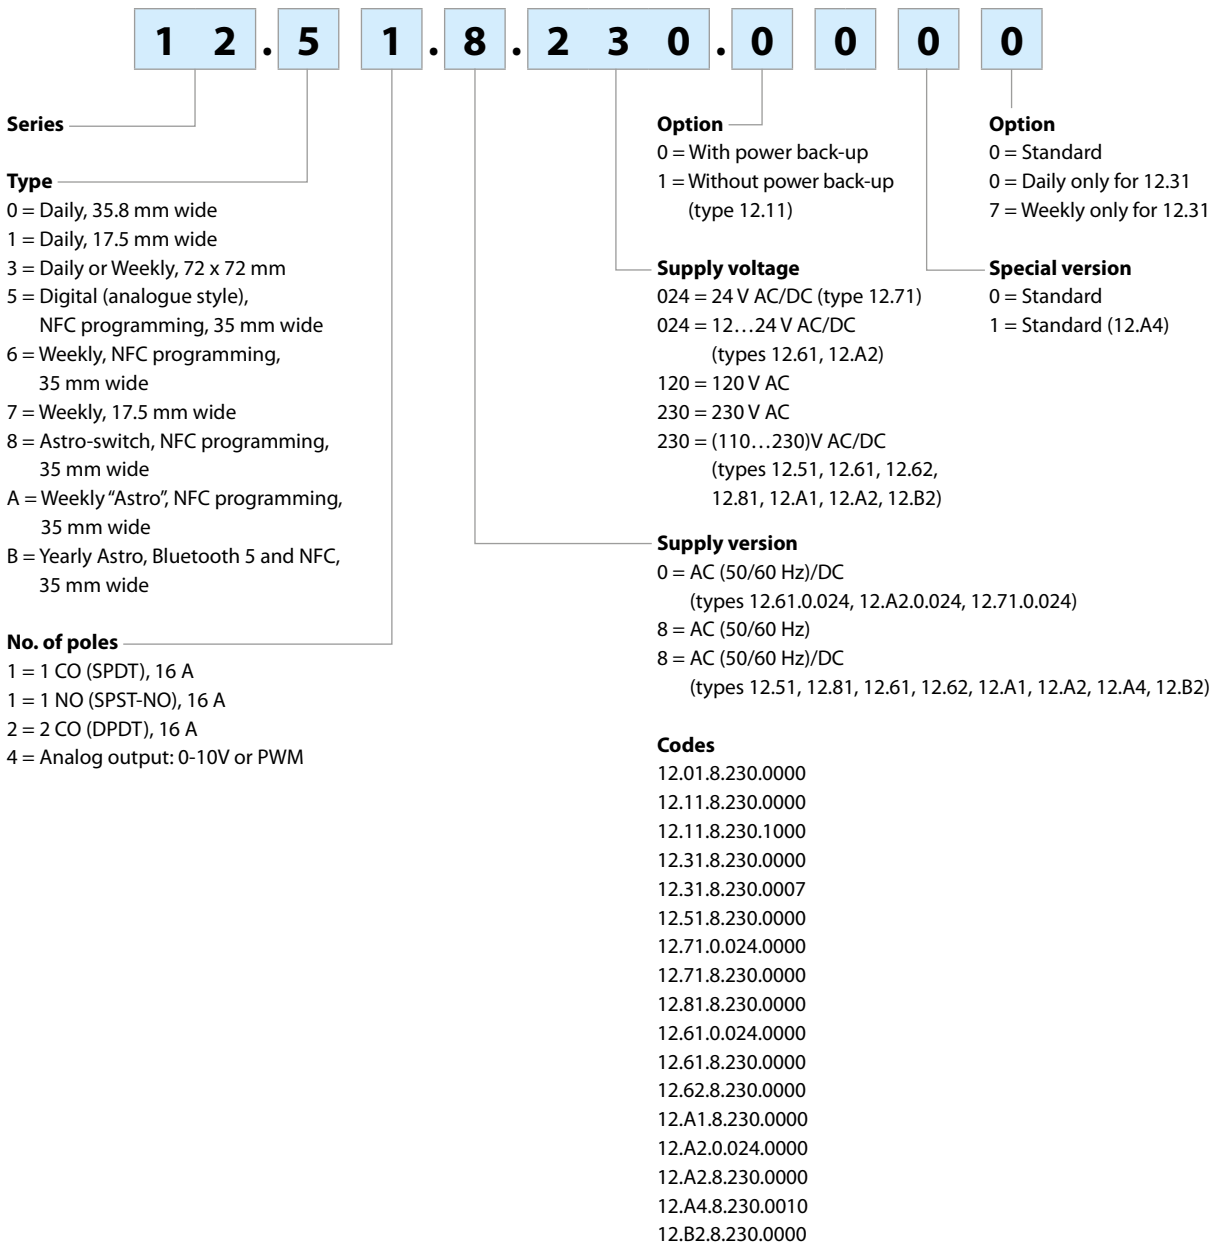 12.51.8.230.0000
Series
Type
0 = Daily, 35.8 mm wide
1 = Daily, 17.5 mm wide
3 = Daily or Weekly, 72 x 72 mm
5 = Digital (analogue style),
NFC programming, 35 mm wide
6 = Weekly, NFC programming,
35 mm wide
7 = Weekly, 17.5 mm wide
8 = Astro-switch, NFC programming,
35 mm wide
A = Weekly “Astro”, NFC programming,
35 mm wide
B = Yearly Astro, Bluetooth 5 and NFC,
35 mm wide
No. of poles
1 = 1 CO (SPDT), 16 A
1 = 1 NO (SPST-NO), 16 A
2 = 2 CO (DPDT), 16 A
4 = Analog output: 0-10V or PWM
Option
0 = With power back-up
1 = Without power back-up
(type 12.11)
Option
0 = Standard
0 = Daily only for 12.31
7 = Weekly only for 12.31
Supply voltage
024 = 24 V AC/DC (type 12.71)
024 = 12…24 V AC/DC
(types 12.61, 12.A2)
120 = 120 V AC
230 = 230 V AC
230 = (110…230)V AC/DC
(types 12.51, 12.61, 12.62,
12.81, 12.A1, 12.A2, 12.B2)
Special version
0 = Standard
1 = Standard (12.A4)
Supply version
0 = AC (50/60 Hz)/DC
(types 12.61.0.024, 12.A2.0.024, 12.71.0.024)
8 = AC (50/60 Hz)
8 = AC (50/60 Hz)/DC
(types 12.51, 12.81, 12.61, 12.62, 12.A1, 12.A2, 12.A4, 12.B2)
Codes
12.01.8.230.0000
12.11.8.230.0000
12.11.8.230.1000
12.31.8.230.0000
12.31.8.230.0007
12.51.8.230.0000
12.71.0.024.0000
12.71.8.230.0000
12.81.8.230.0000
12.61.0.024.0000
12.61.8.230.0000
12.62.8.230.0000
12.A1.8.230.0000
12.A2.0.024.0000
12.A2.8.230.0000
12.A4.8.230.0010
12.B2.8.230.0000